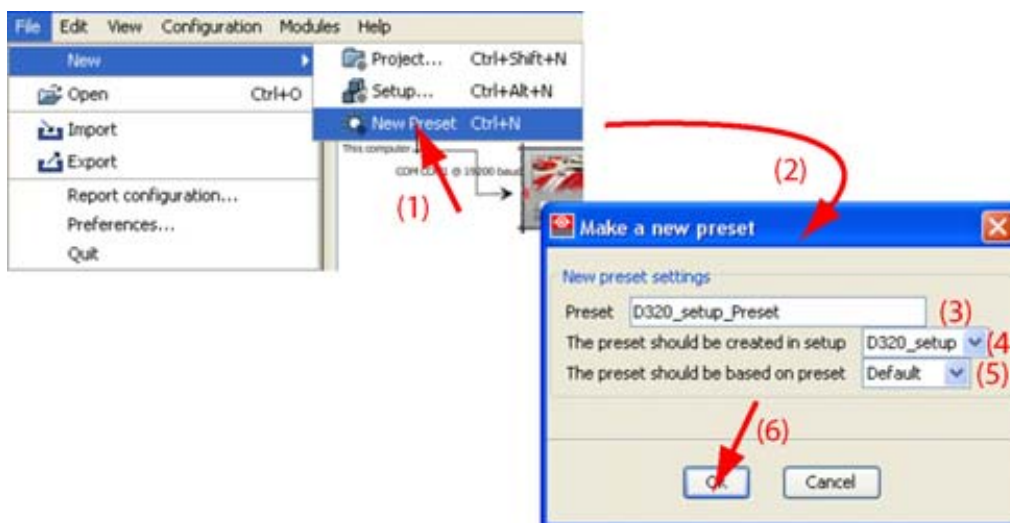 File Edit View Configuration Modules Help
New
Project... Ctrl+Shift+N
Open Ctrl+O
Setup... Ctrl+Alt+N
New Preset Ctrl+N
Import
Export
This computer
COM COM1 @ 19200 baud
Report configuration...
Preferences...
Quit
(1)
(2)
Make a new preset
New preset settings
Preset D320_setup_Preset (3)
The preset should be created in setup D320_setup (4
The preset should be based on preset Default (5)
(6)
OK Cancel